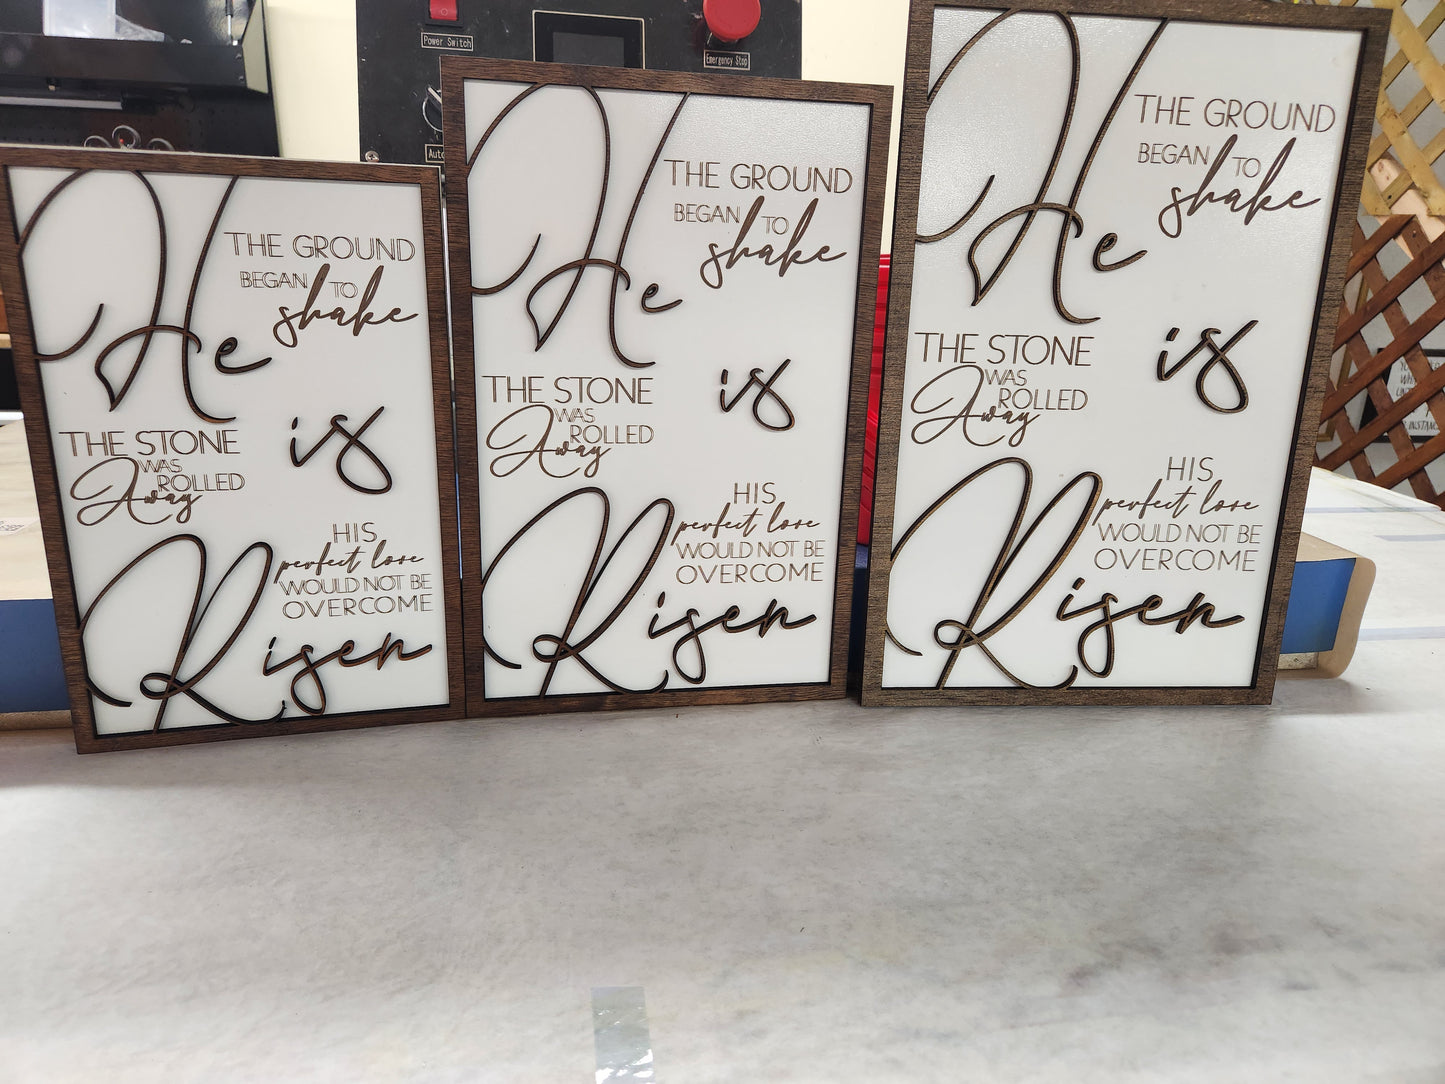 Power Switch
Emergency Stop
Auto
He
THE GROUND
BEGAN TO
shake
is
THE STONE
WAS
ROLLED
Away
HIS
perfect love
WOULD NOT BE
OVERCOME
Risen
He
THE GROUND
BEGAN TO
shake
is
THE STONE
WAS
ROLLED
Away
HIS
perfect love
WOULD NOT BE
OVERCOME
Risen
He
THE GROUND
BEGAN TO
shake
is
THE STONE
WAS
ROLLED
Away
HIS
perfect love
WOULD NOT BE
OVERCOME
Risen